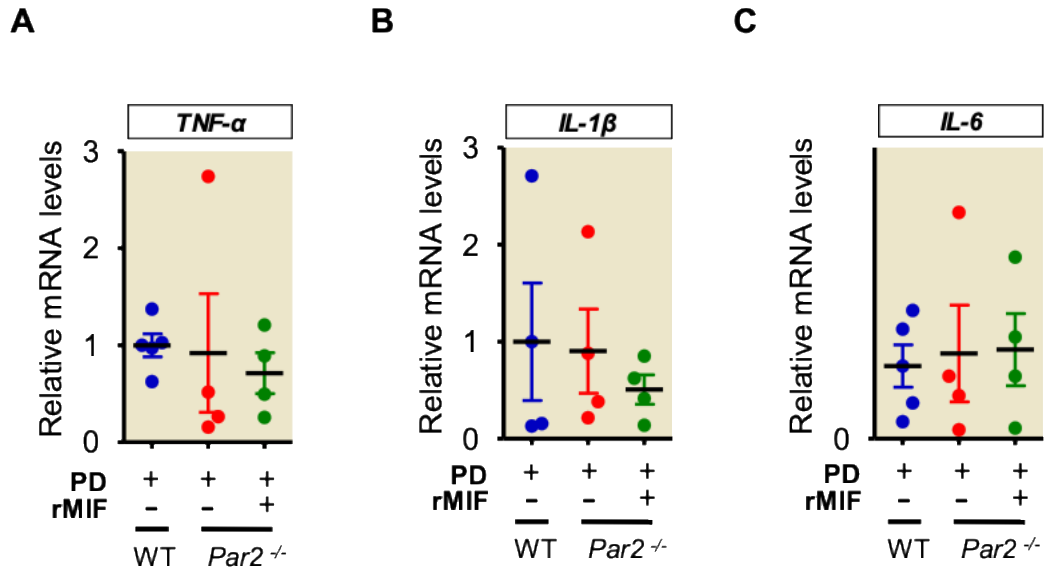 A
B
C
TNF-α
IL-1β
IL-6
Relative mRNA levels
3
2
1
0
Relative mRNA levels
3
2
1
0
Relative mRNA levels
0
PD + + +
rMIF - - +
WT Par2 -/-
PD + + +
rMIF - - +
WT Par2 -/-
PD + + +
rMIF - - +
WT Par2 -/-